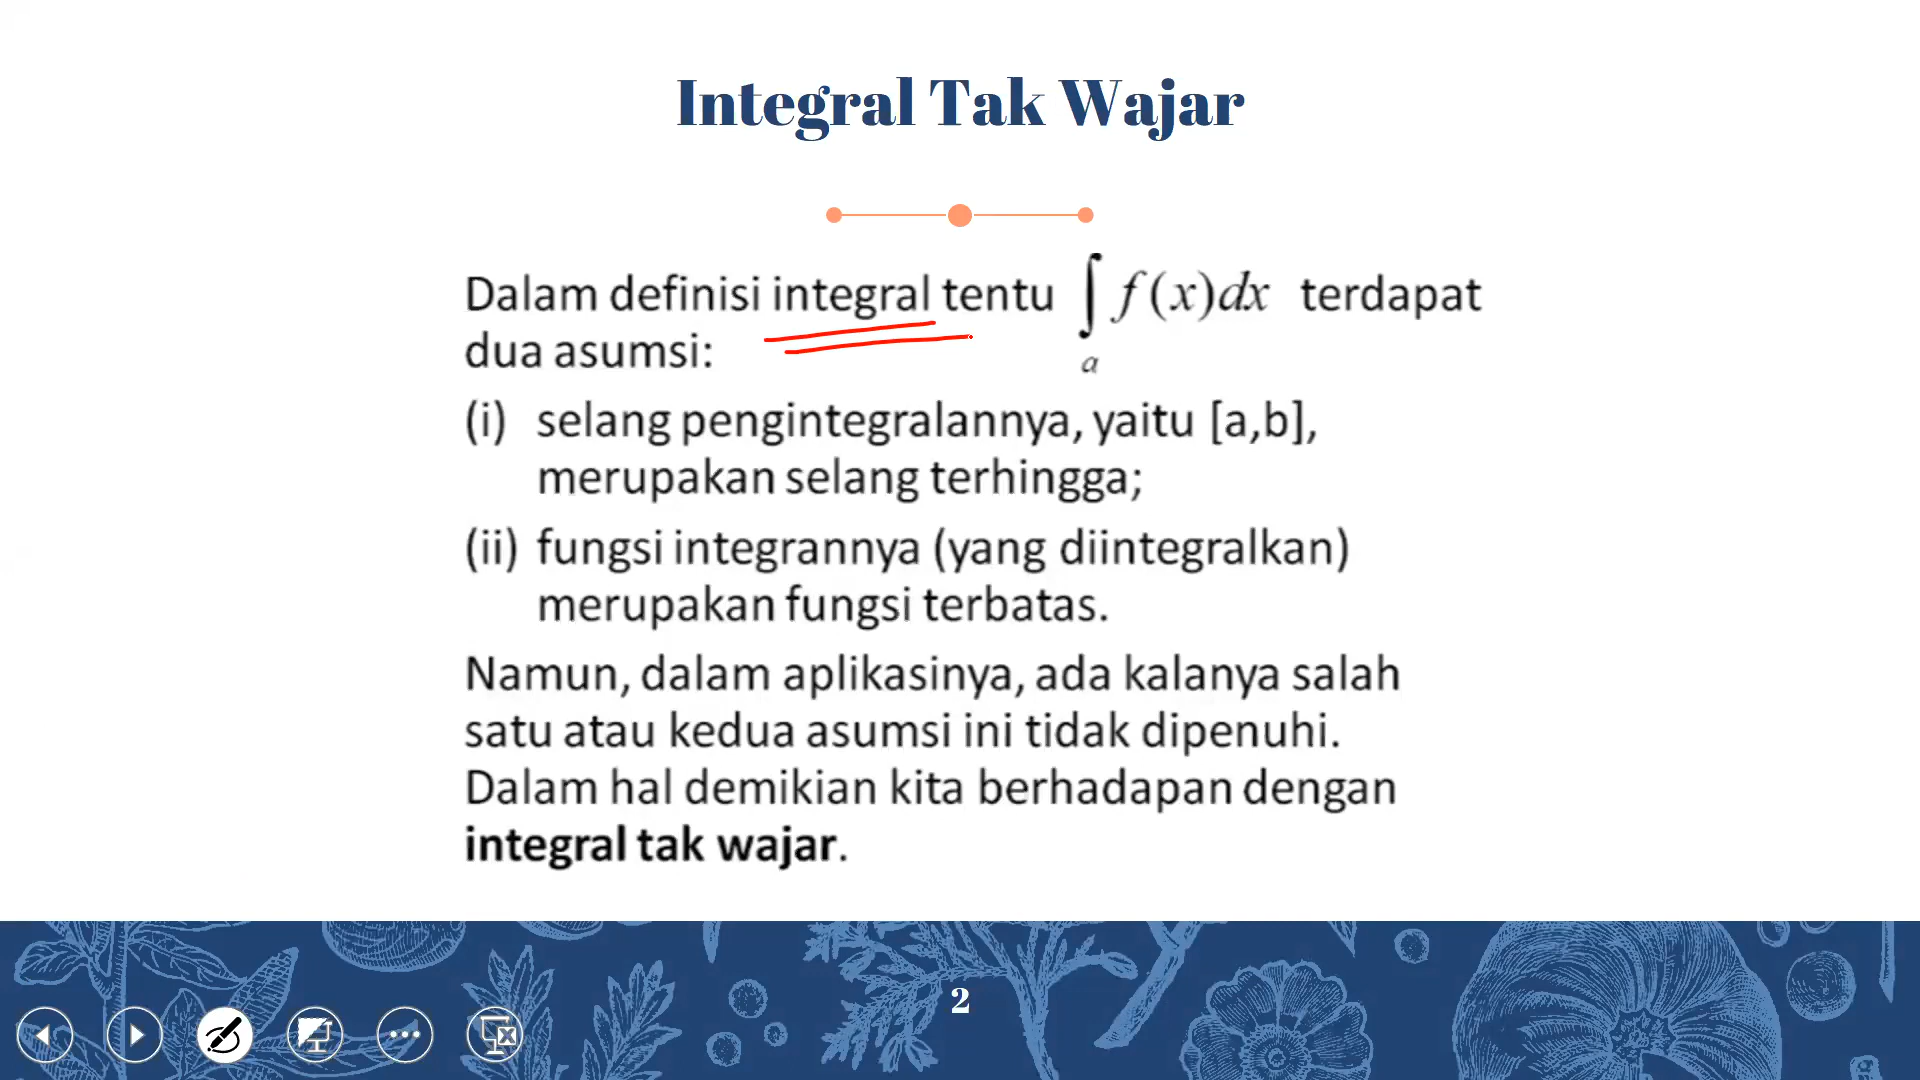 Integral Tak Wajar
Dalam definisi integral tentu ∫ f(x)dx terdapat
a
dua asumsi:
(i) selang pengintegralannya, yaitu [a,b],
merupakan selang terhingga;
(ii) fungsi integrannya (yang diintegralkan)
merupakan fungsi terbatas.
Namun, dalam aplikasinya, ada kalanya salah
satu atau kedua asumsi ini tidak dipenuhi.
Dalam hal demikian kita berhadapan dengan
integral tak wajar.
2